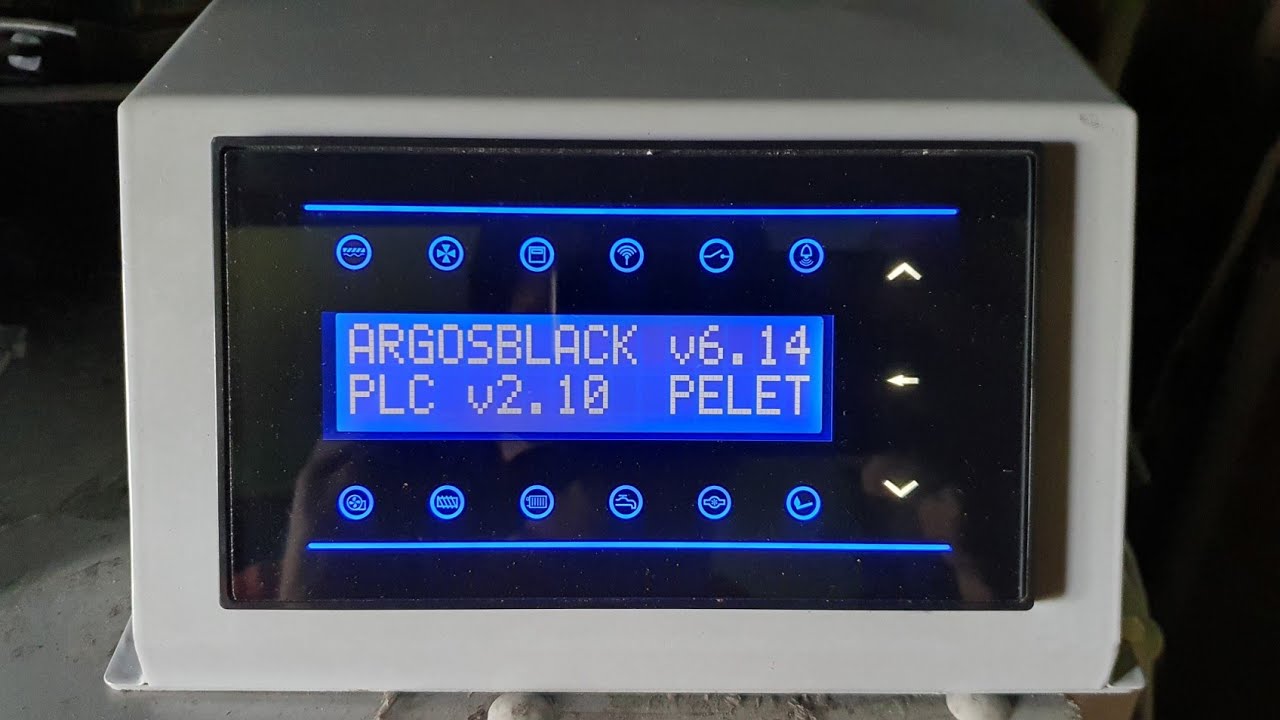 ARGOSBLACK v6.14
PLC v2.10 PELET